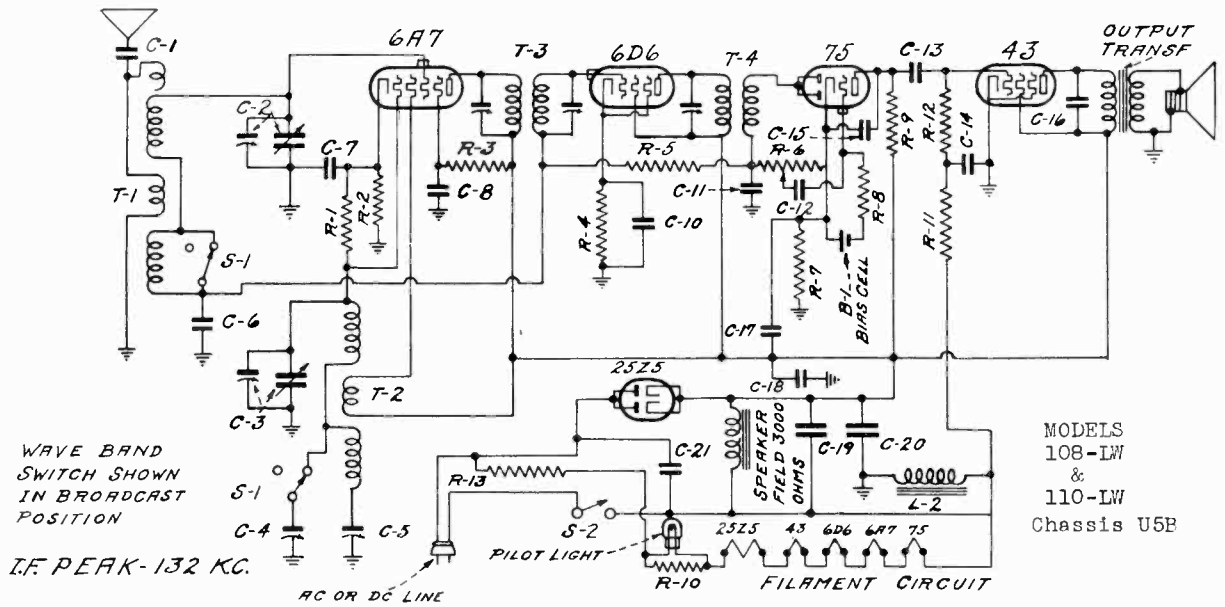 6A7
T-3
6D6
T-4
75
C-13
43
OUTPUT
TRANSF
C-1
C-2
C-7
R-3
C-8
R-5
C-15
R-6
R-9
R-12
C-14
C-16
T-1
R-1
R-2
R-4
C-10
C-11
C-12
R-8
R-11
S-1
C-6
R-7
B-1
BIAS CELL
C-17
C-3
T-2
25Z5
C-18
C-21
SPEAKER
FIELD 3000
OHMS
C-19
C-20
MODELS
108-LW
&
110-LW
Chassis U5B
WAVE BAND
SWITCH SHOWN
IN BROADCAST
POSITION
S-1
R-13
L-2
C-4
C-5
S-2
25Z5
43
6D6
6A7
75
PILOT LIGHT
R-10
FILAMENT CIRCUIT
I.F. PEAK-132 KC.
AC OR DC LINE